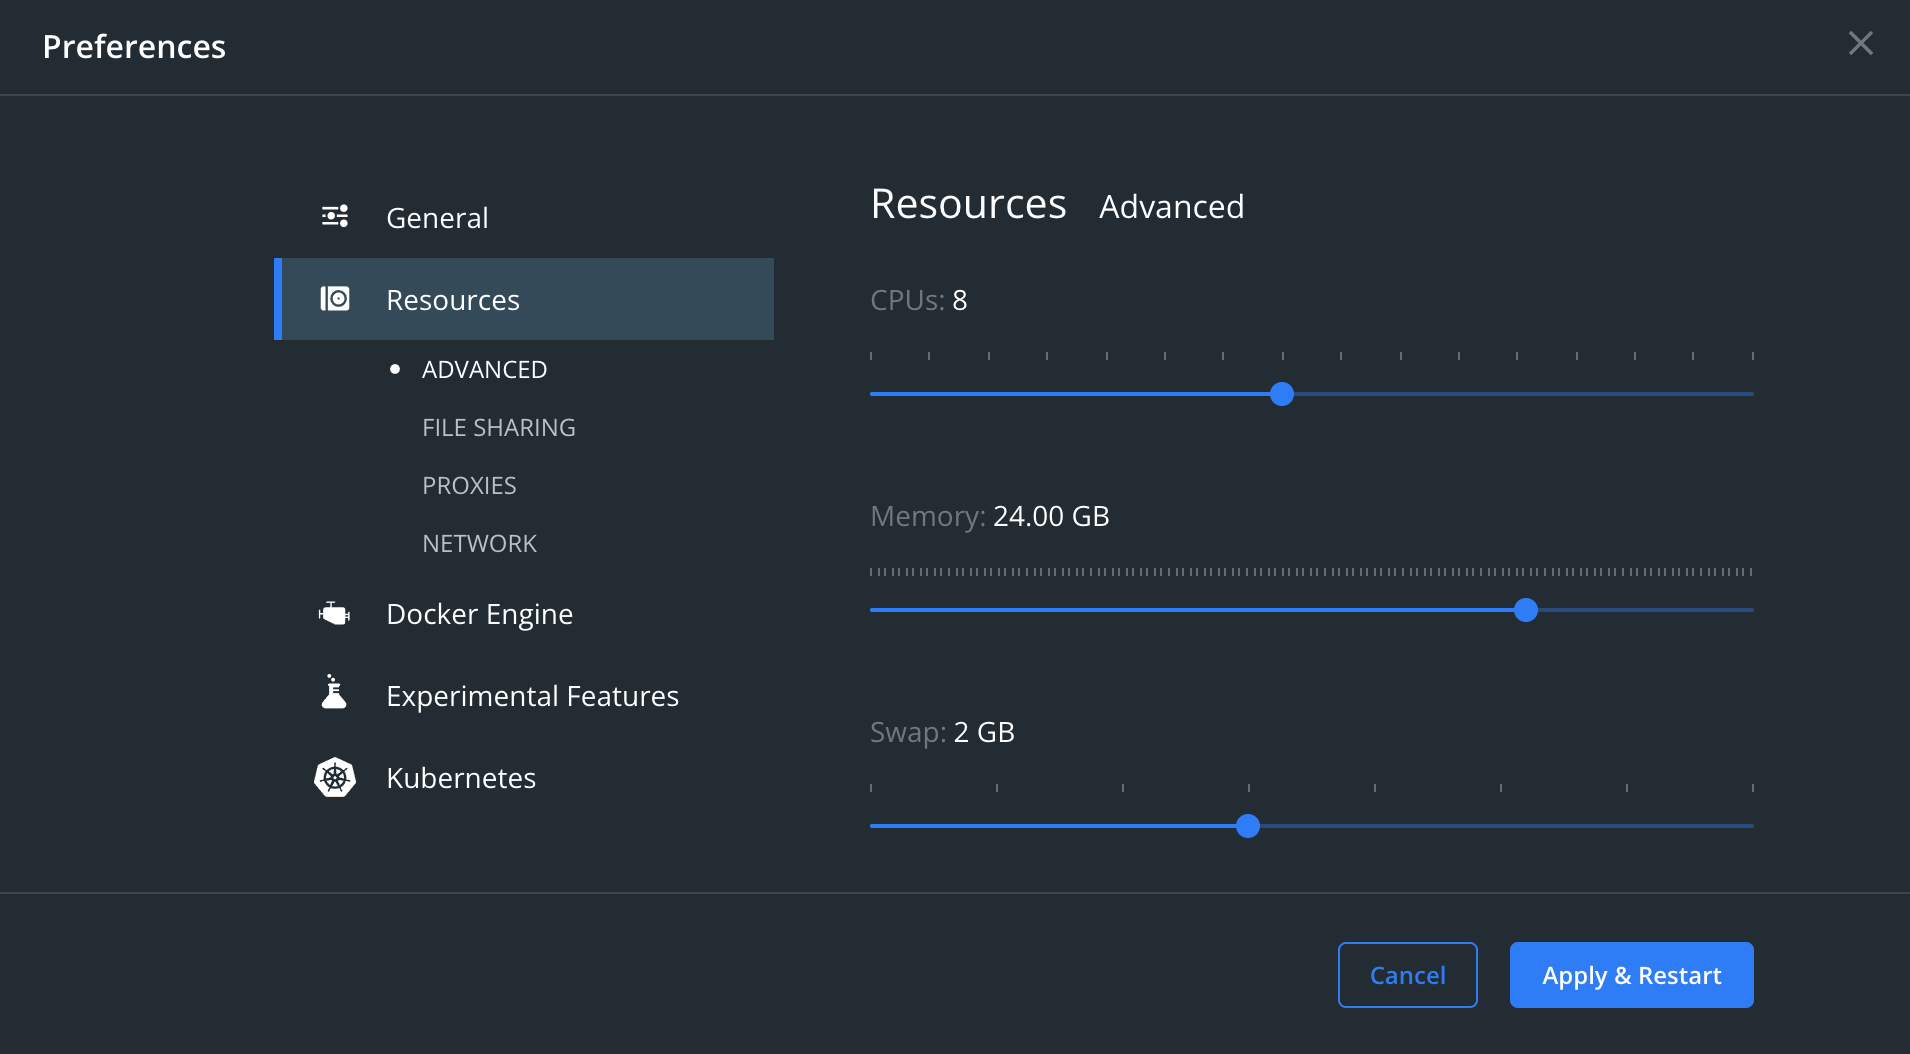 Preferences
General
Resources
ADVANCED
FILE SHARING
PROXIES
NETWORK
Docker Engine
Experimental Features
Kubernetes
Resources Advanced
CPUs: 8
Memory: 24.00 GB
Swap: 2 GB
Cancel
Apply & Restart